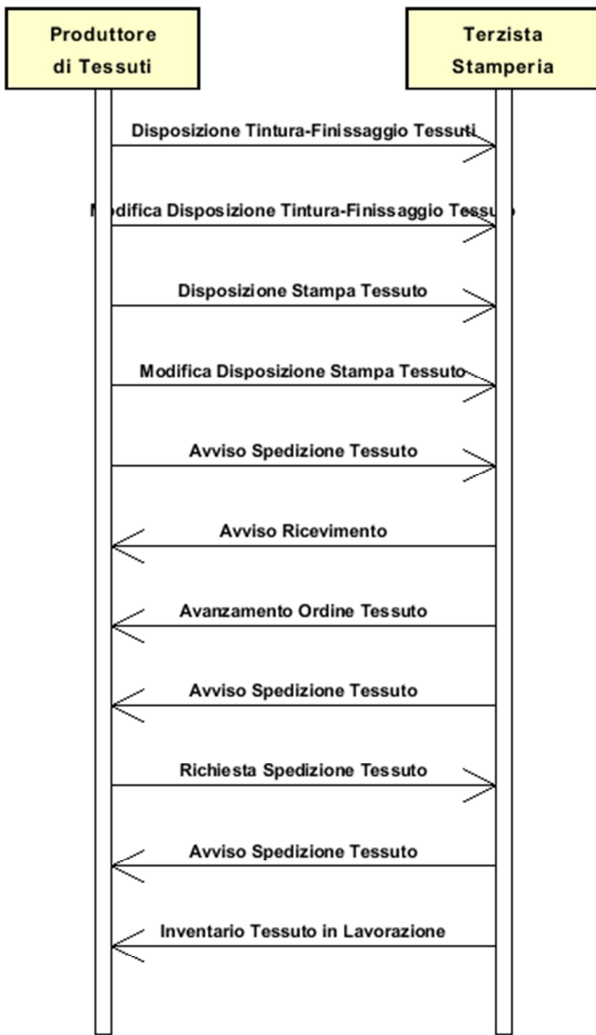 Produttore
di Tessuti
Terzista
Stamperia
Disposizione Tintura-Finissaggio Tessuti
Modifica Disposizione Tintura-Finissaggio Tessuto
Disposizione Stampa Tessuto
Modifica Disposizione Stampa Tessuto
Avviso Spedizione Tessuto
Avviso Ricevimento
Avanzamento Ordine Tessuto
Avviso Spedizione Tessuto
Richiesta Spedizione Tessuto
Avviso Spedizione Tessuto
Inventario Tessuto in Lavorazione